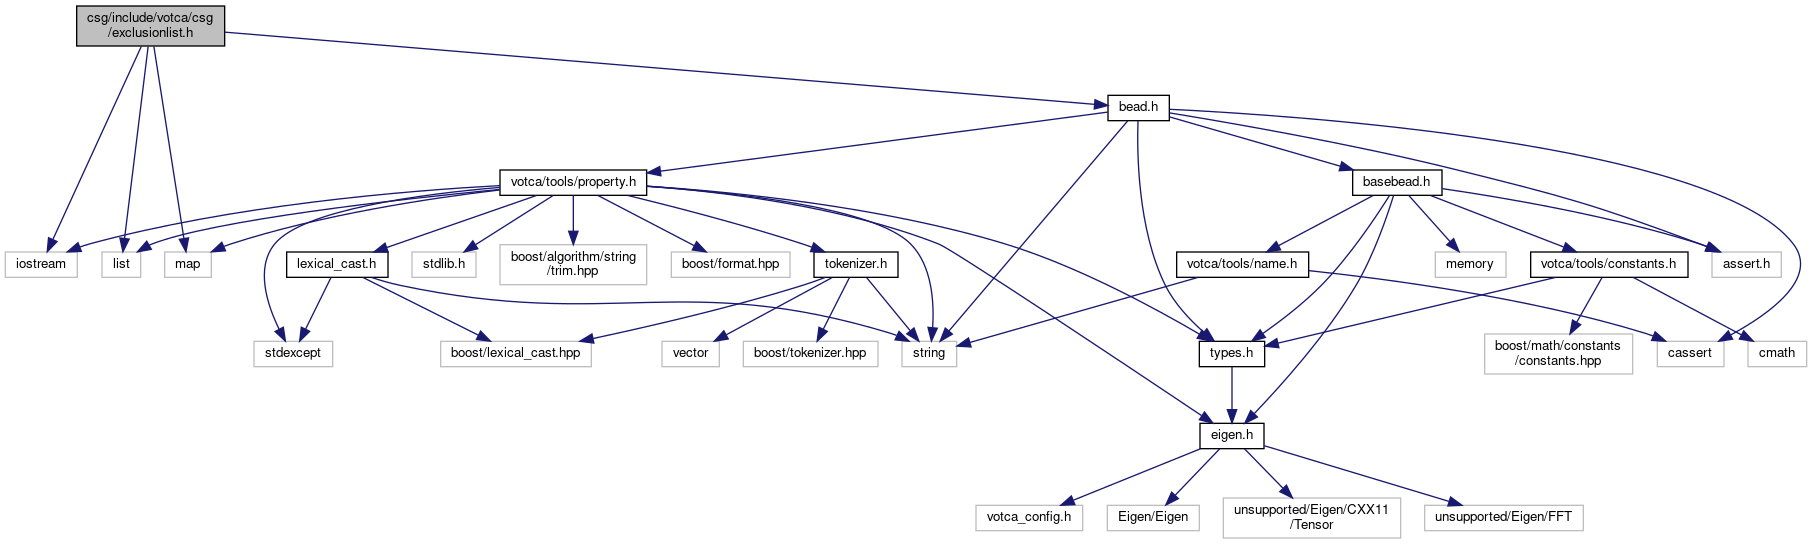 csg/include/votca/csg
/exclusionlist.h
bead.h
votca/tools/property.h
basebead.h
iostream
list
map
lexical_cast.h
stdlib.h
boost/algorithm/string
/trim.hpp
boost/format.hpp
tokenizer.h
votca/tools/name.h
memory
votca/tools/constants.h
assert.h
stdexcept
boost/lexical_cast.hpp
vector
boost/tokenizer.hpp
string
types.h
boost/math/constants
/constants.hpp
cassert
cmath
eigen.h
votca_config.h
Eigen/Eigen
unsupported/Eigen/CXX11
/Tensor
unsupported/Eigen/FFT